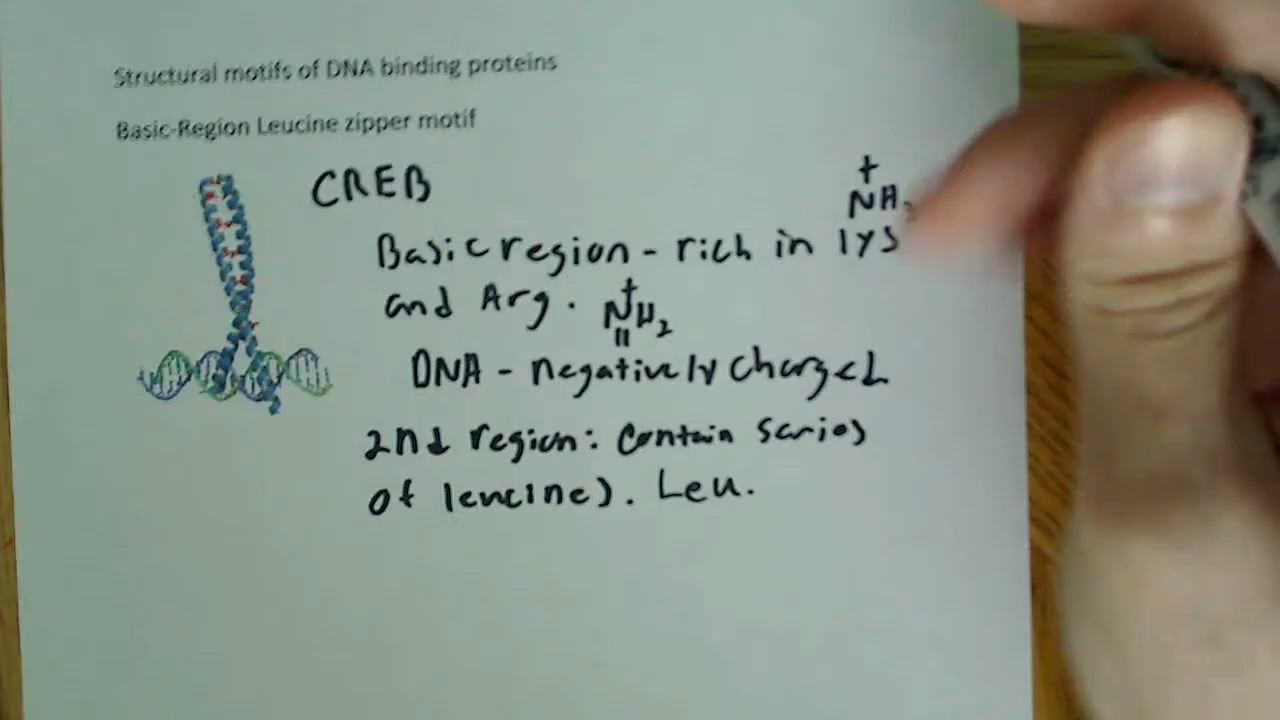 Structural motifs of DNA binding proteins
Basic-Region Leucine zipper motif
CREB
+
NH3
Basic region - rich in lys
and Arg. +
NH2
||
DNA - negatively charged
2nd region: contain series
of leucines. Leu.